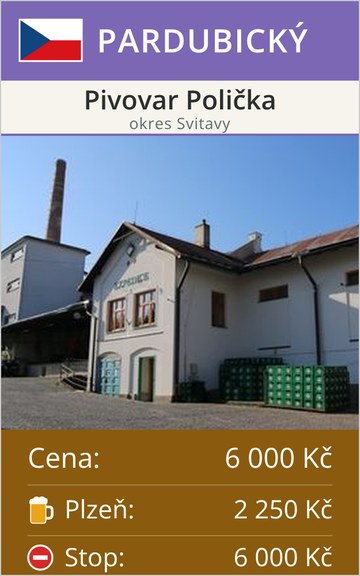 PARDUBICKÝ
Pivovar Polička
okres Svitavy
Cena: 6 000 Kč
Plzeň: 2 250 Kč
Stop: 6 000 Kč